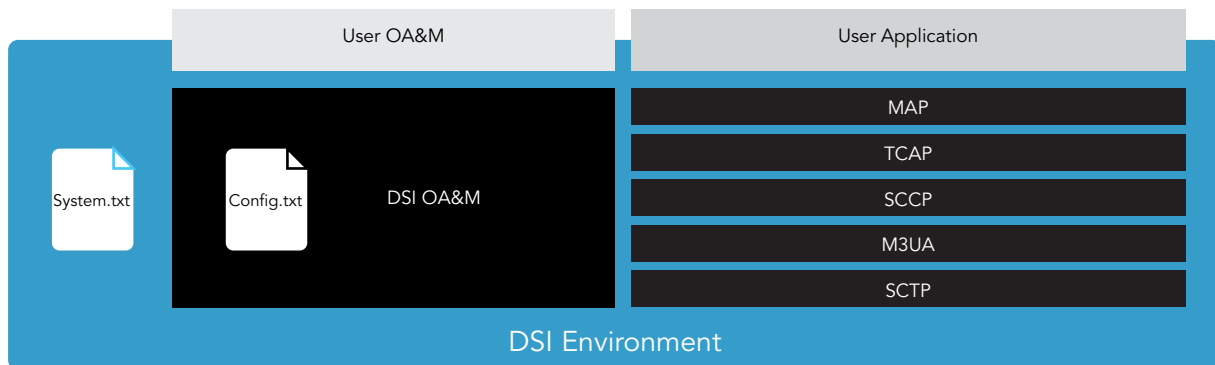 User OA&M
User Application
System.txt
Config.txt
DSI OA&M
MAP
TCAP
SCCP
M3UA
SCTP
DSI Environment